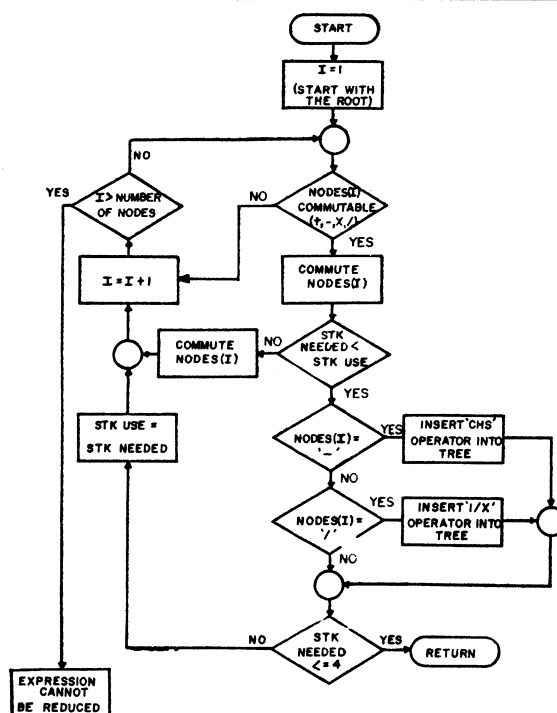 START
I=1
(START WITH
THE ROOT)
NO
YES
I > NUMBER
OF NODES
NO
NODES(I)
COMMUTABLE
(+,-,X,/)
YES
I = I + 1
COMMUTE
NODES(I)
COMMUTE
NODES(I)
NO
STK
NEEDED <
STK USE
YES
STK USE =
STK NEEDED
NODES(I) =
'-'
YES
INSERT 'CHS'
OPERATOR INTO
TREE
NO
NODES(I) =
'/'
YES
INSERT '1/X'
OPERATOR INTO
TREE
NO
NO
STK
NEEDED
<= 4
YES
RETURN
EXPRESSION
CANNOT
BE REDUCED